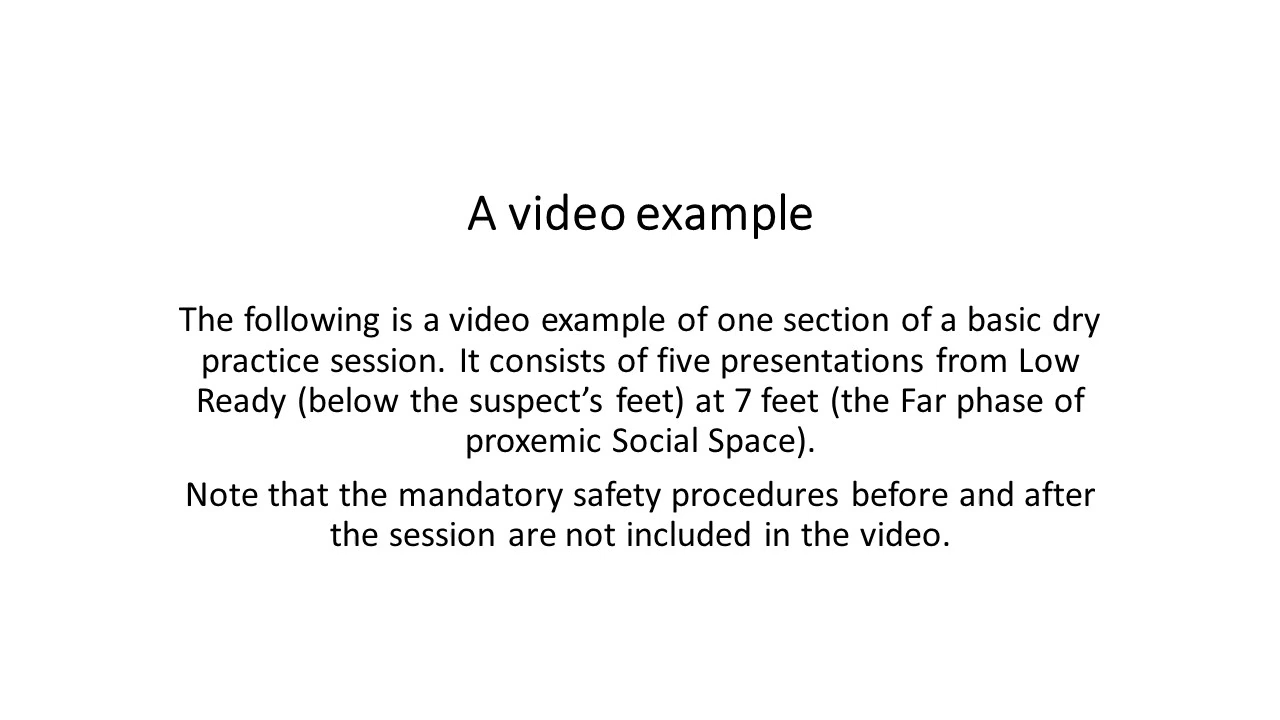 A video example
The following is a video example of one section of a basic dry
practice session. It consists of five presentations from Low
Ready (below the suspect’s feet) at 7 feet (the Far phase of
proxemic Social Space).
Note that the mandatory safety procedures before and after
the session are not included in the video.